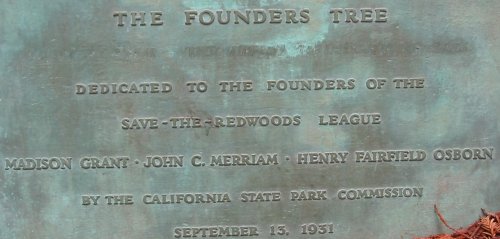 THE FOUNDERS TREE
DEDICATED TO THE FOUNDERS OF THE
SAVE-THE-REDWOODS LEAGUE
MADISON GRANT · JOHN C. MERRIAM · HENRY FAIRFIELD OSBORN
BY THE CALIFORNIA STATE PARK COMMISSION
SEPTEMBER 13, 1931